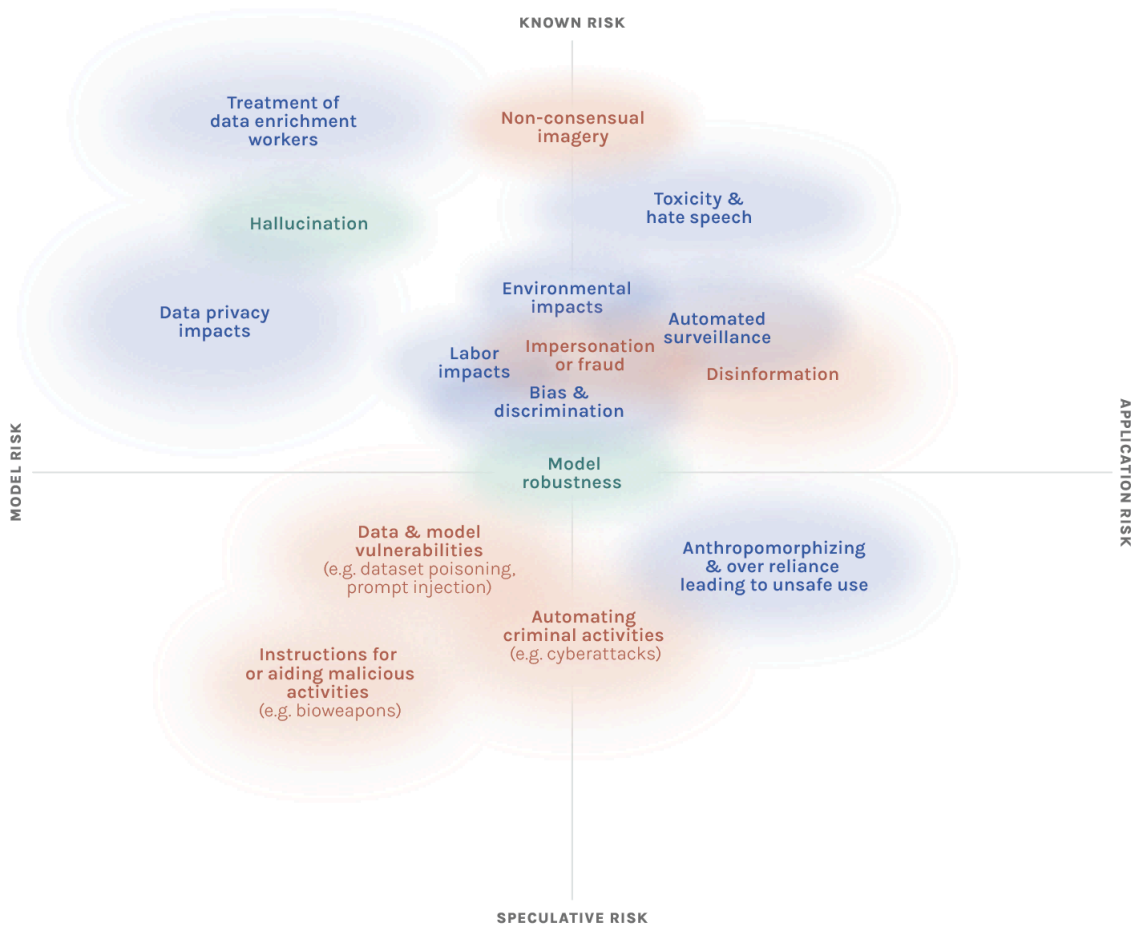 KNOWN RISK
Treatment of
data enrichment
workers
Non-consensual
imagery
Toxicity &
hate speech
Hallucination
Data privacy
impacts
Environmental
impacts
Automated
surveillance
Impersonation
or fraud
Labor
impacts
Disinformation
Bias &
discrimination
MODEL RISK
APPLICATION RISK
Model
robustness
Data & model
vulnerabilities
(e.g. dataset poisoning,
prompt injection)
Anthropomorphizing
& over reliance
leading to unsafe use
Automating
criminal activities
(e.g. cyberattacks)
Instructions for
or aiding malicious
activities
(e.g. bioweapons)
SPECULATIVE RISK